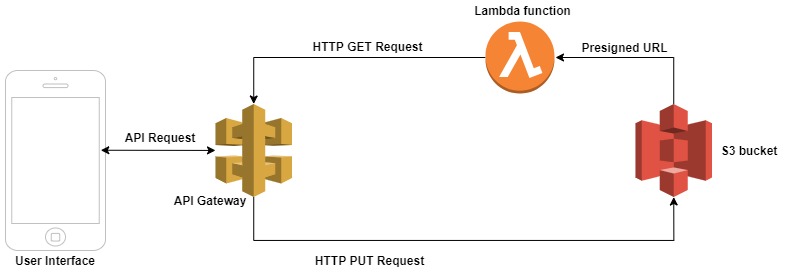 Lambda function
HTTP GET Request
Presigned URL
API Request
S3 bucket
API Gateway
User Interface
HTTP PUT Request